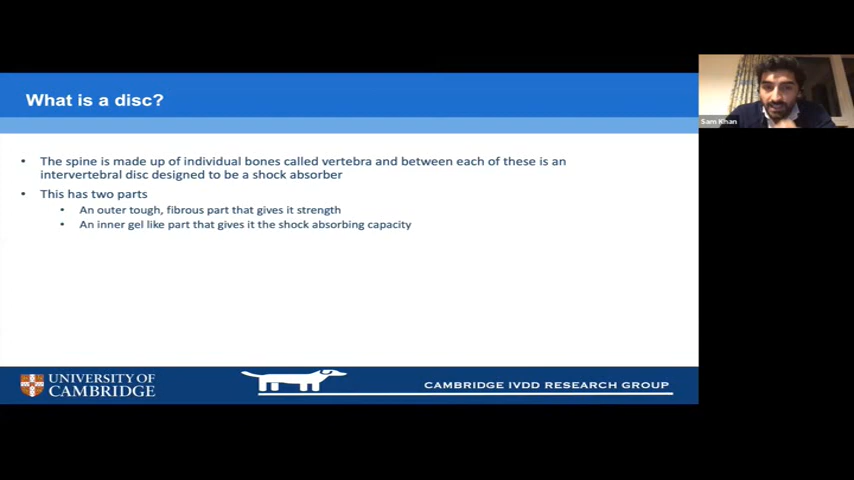 What is a disc?
Sam Khan
• The spine is made up of individual bones called vertebra and between each of these is an
intervertebral disc designed to be a shock absorber
• This has two parts
• An outer tough, fibrous part that gives it strength
• An inner gel like part that gives it the shock absorbing capacity
UNIVERSITY OF
CAMBRIDGE
CAMBRIDGE IVDD RESEARCH GROUP